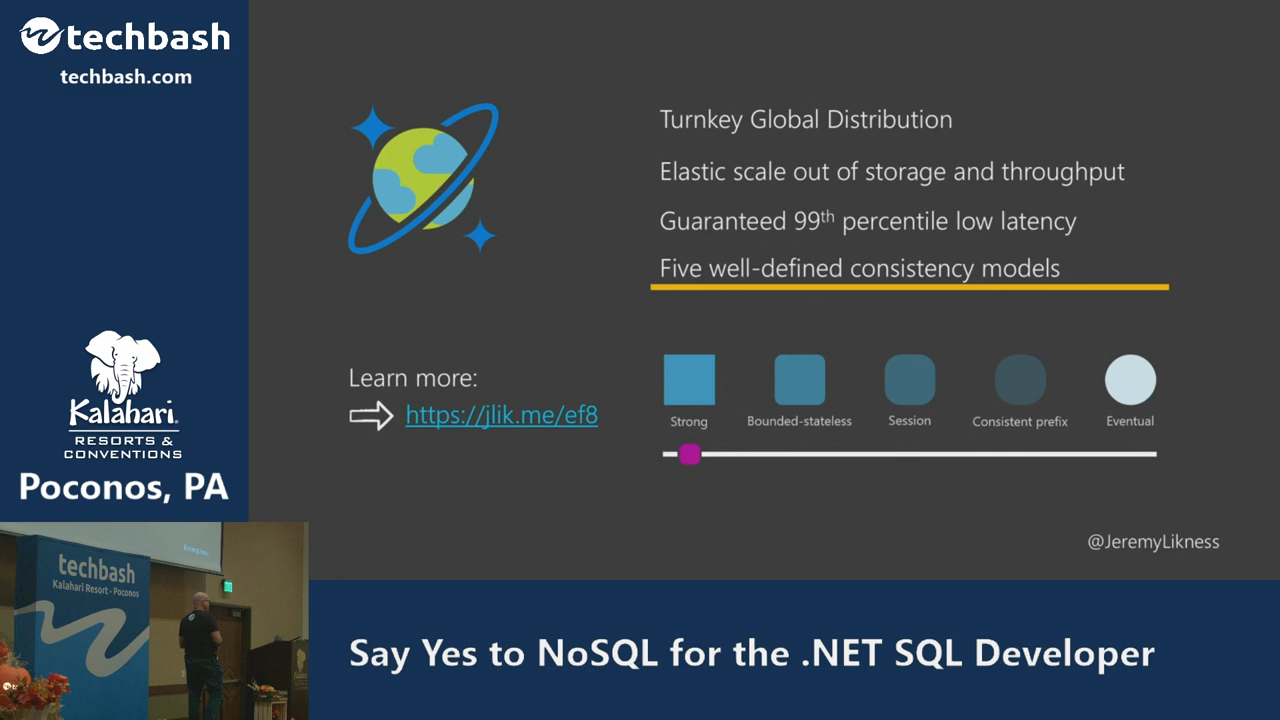 techbash
techbash.com
Kalahari
RESORTS &
CONVENTIONS
Poconos, PA
Turnkey Global Distribution
Elastic scale out of storage and throughput
Guaranteed 99th percentile low latency
Five well-defined consistency models
Learn more:
https://jlik.me/ef8
Strong
Bounded-stateless
Session
Consistent prefix
Eventual
@JeremyLikness
techbash
Kalahari Resort - Poconos
Say Yes to NoSQL for the .NET SQL Developer